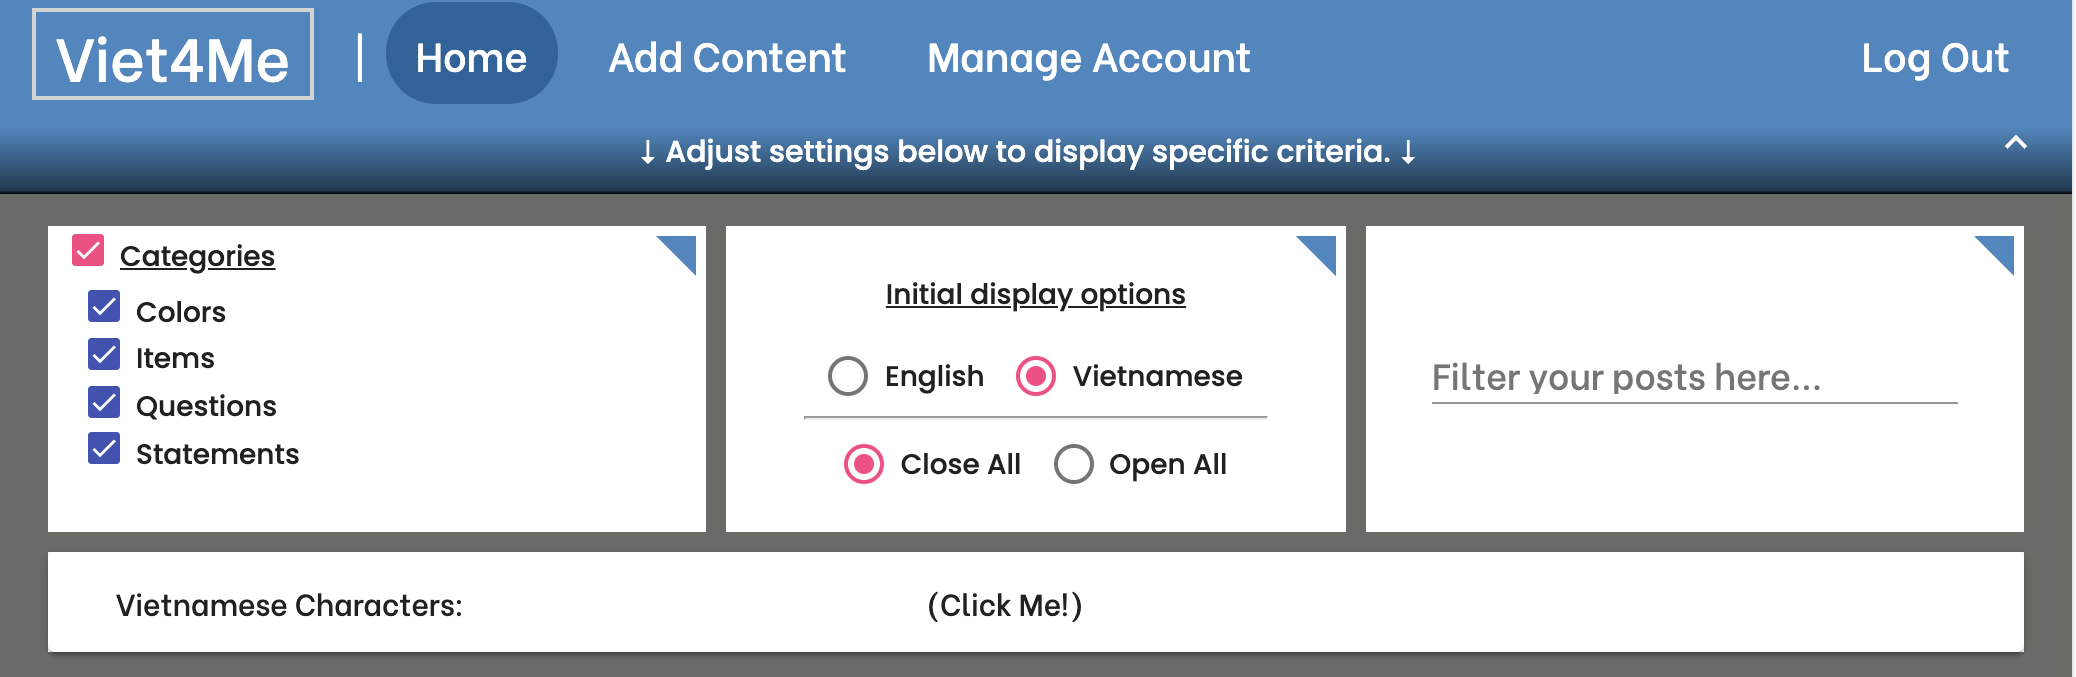 Viet4Me | Home Add Content Manage Account Log Out
↓ Adjust settings below to display specific criteria. ↓
Categories
Colors
Items
Questions
Statements
Initial display options
English Vietnamese
Close All Open All
Filter your posts here...
Vietnamese Characters: (Click Me!)